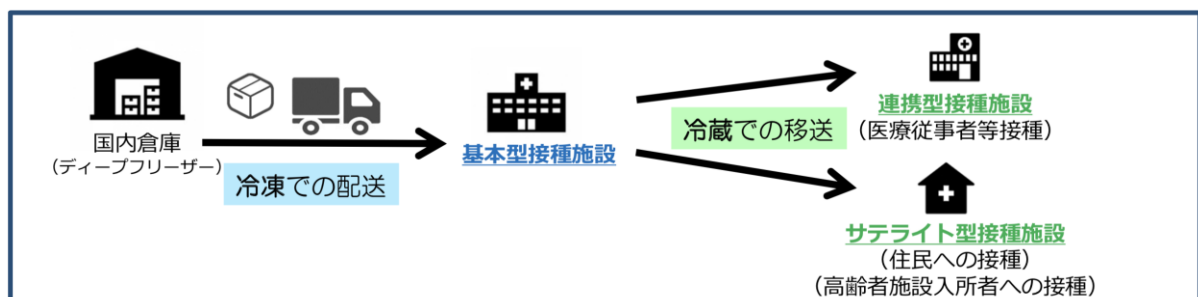 国内倉庫
(ディープフリーザー)
冷凍での配送
基本型接種施設
冷蔵での移送
連携型接種施設
(医療従事者等接種)
サテライト型接種施設
(住民への接種)
(高齢者施設入所者への接種)